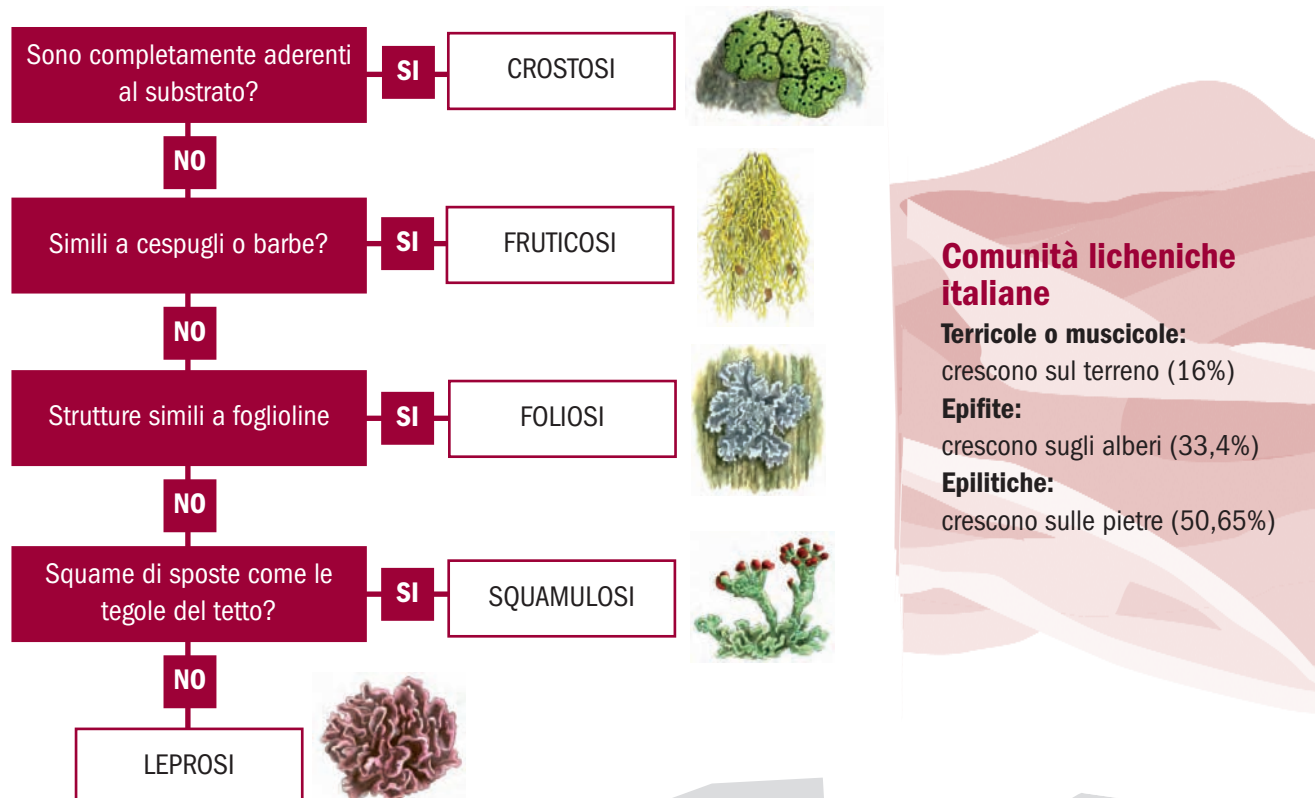 Sono completamente aderenti
al substrato?
SI
CROSTOSI
NO
Simili a cespugli o barbe?
SI
FRUTICOSI
NO
Strutture simili a foglioline
SI
FOLIOSI
NO
Squame di sposte come le
tegole del tetto?
SI
SQUAMULOSI
NO
LEPROSI
Comunità licheniche
italiane
Terricole o muscicole:
crescono sul terreno (16%)
Epifite:
crescono sugli alberi (33,4%)
Epilitiche:
crescono sulle pietre (50,65%)